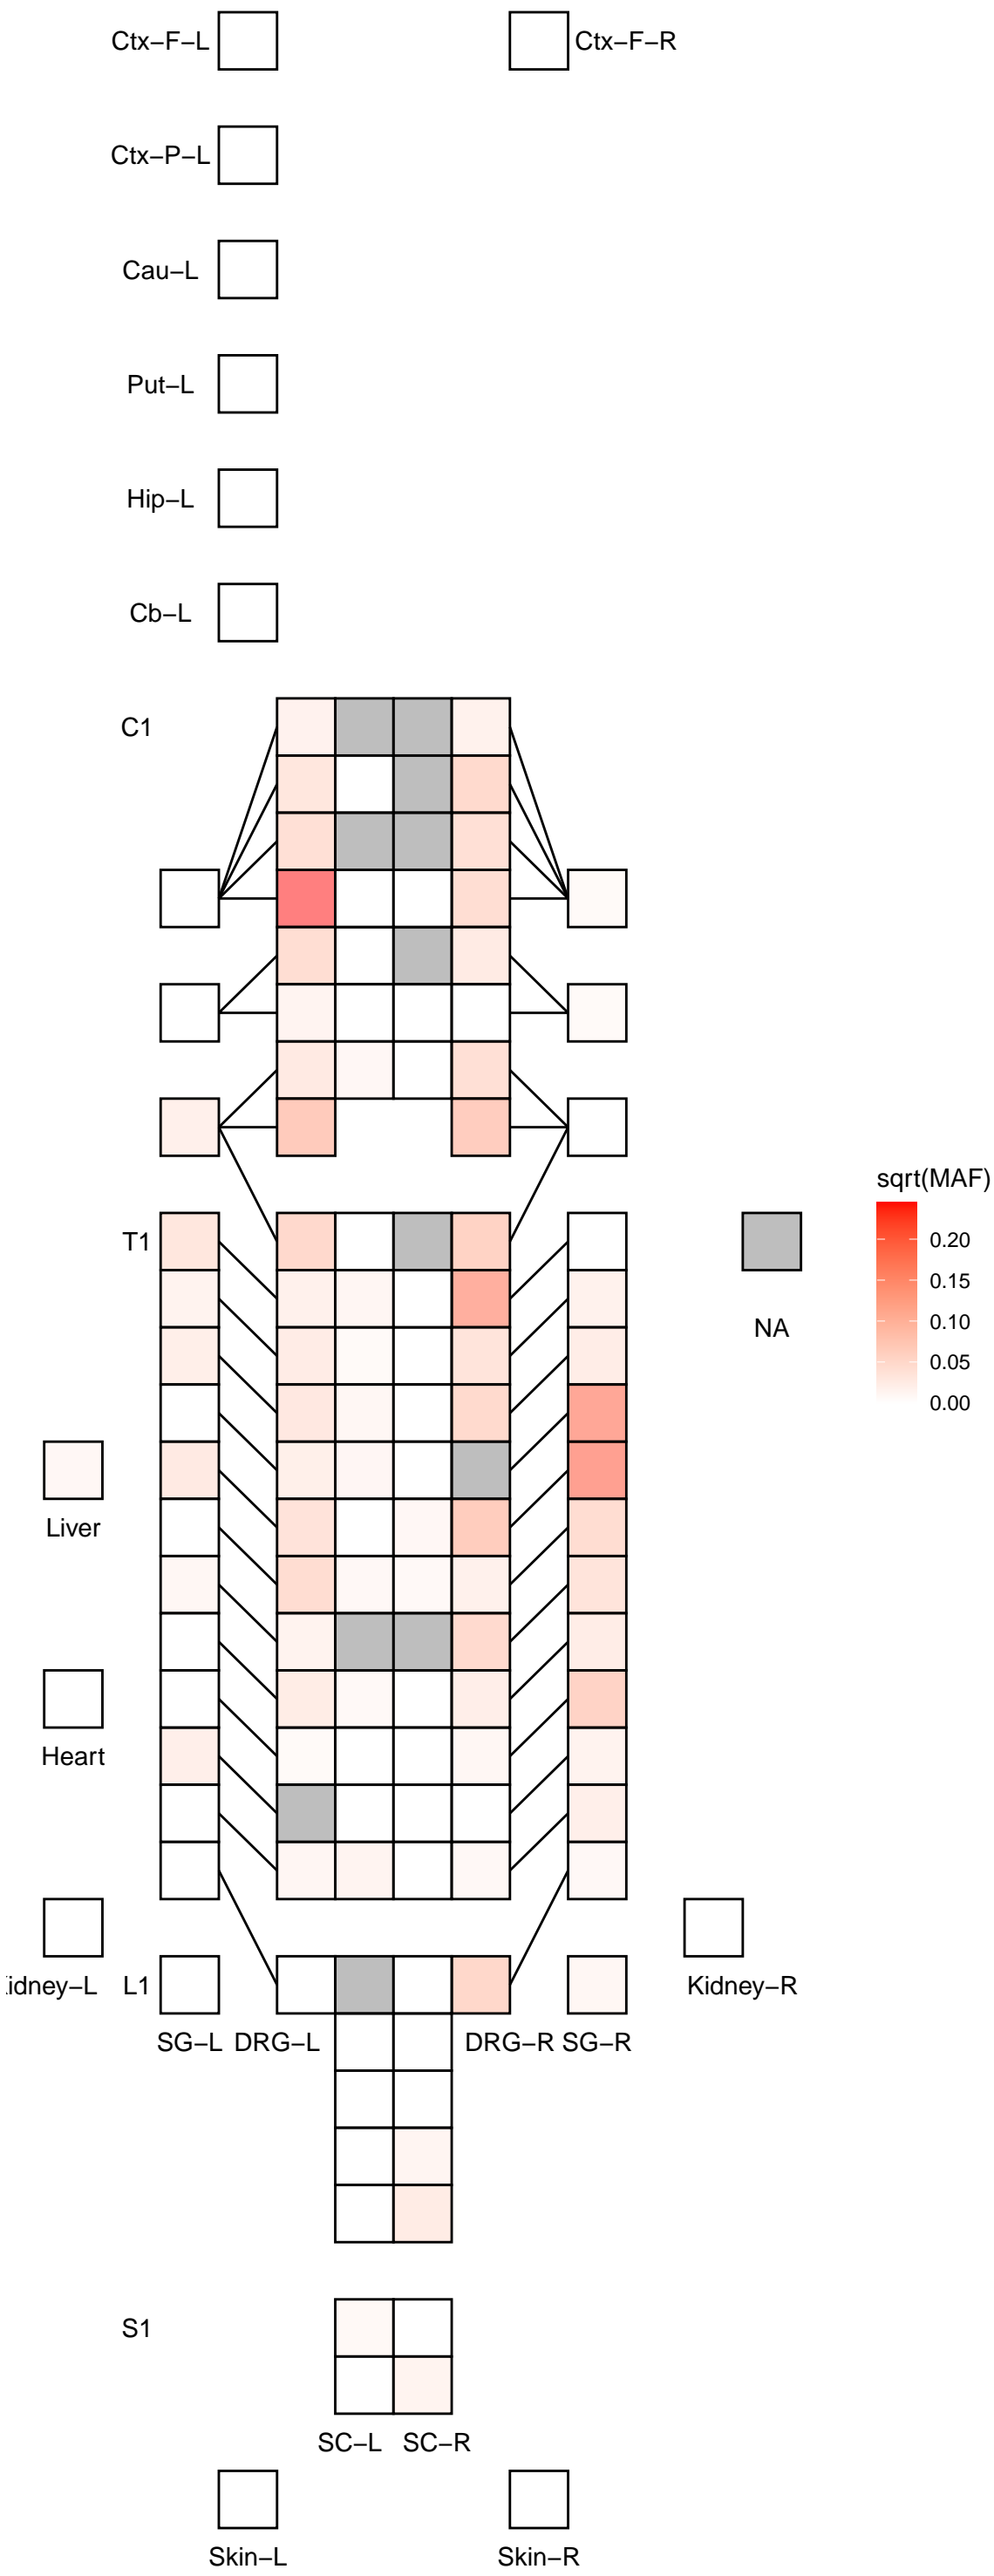 Ctx–F–L
Ctx–F–R
Ctx–P–L
Cau–L
Put–L
Hip–L
Cb–L
C1
T1
NA
sqrt(MAF)
0.20
0.15
0.10
0.05
0.00
Liver
Heart
idney–L
L1
Kidney–R
SG–L DRG–L
DRG–R SG–R
S1
SC–L SC–R
Skin–L
Skin–R